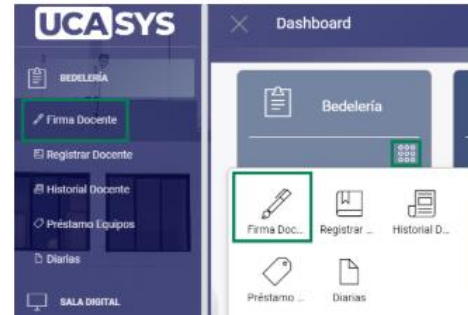 UCASYS
BEDELERÍA
Firma Docente
Registrar Docente
Historial Docente
Préstamo Equipos
Diarias
SALA DIGITAL
Dashboard
Bedelería
Firma Doc...
Registrar ...
Historial D...
Préstamo ...
Diarias